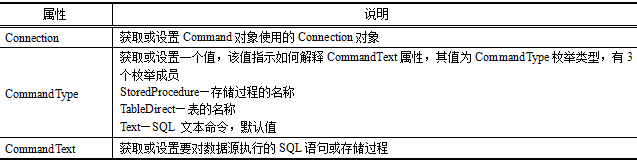 属性 说明
Connection 获取或设置 Command 对象使用的 Connection 对象
CommandType 获取或设置一个值，该值指示如何解释 CommandText 属性，其值为 CommandType 枚举类型，有 3
个枚举成员
StoredProcedure—存储过程的名称
TableDirect—表的名称
Text—SQL 文本命令，默认值
CommandText 获取或设置要对数据源执行的 SQL 语句或存储过程